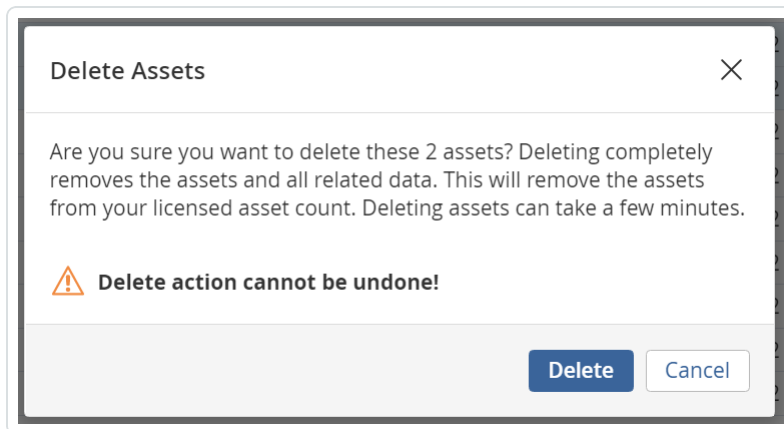 Delete Assets
Are you sure you want to delete these 2 assets? Deleting completely
removes the assets and all related data. This will remove the assets
from your licensed asset count. Deleting assets can take a few minutes.
Delete action cannot be undone!
Delete
Cancel